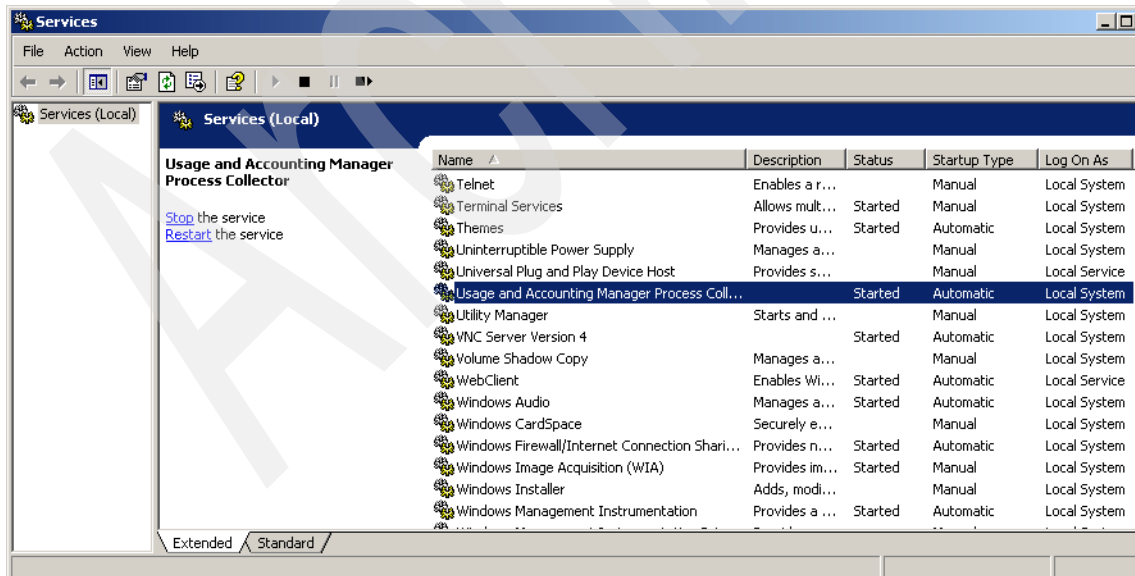 Services
File Action View Help
Services (Local)
Services (Local)
Usage and Accounting Manager
Process Collector
Stop the service
Restart the service
Name Description Status Startup Type Log On As
Telnet Enables a r... Manual Local System
Terminal Services Allows mult... Started Manual Local System
Themes Provides u... Started Automatic Local System
Uninterruptible Power Supply Manages a... Manual Local System
Universal Plug and Play Device Host Provides s... Manual Local Service
Usage and Accounting Manager Process Coll... Started Automatic Local System
Utility Manager Starts and ... Manual Local System
VNC Server Version 4 Started Automatic Local System
Volume Shadow Copy Manages a... Manual Local System
WebClient Enables Wi... Started Automatic Local Service
Windows Audio Manages a... Started Automatic Local System
Windows CardSpace Securely e... Manual Local System
Windows Firewall/Internet Connection Shari... Provides n... Started Automatic Local System
Windows Image Acquisition (WIA) Provides im... Started Manual Local System
Windows Installer Adds, modi... Manual Local System
Windows Management Instrumentation Provides a ... Started Automatic Local System
Extended Standard